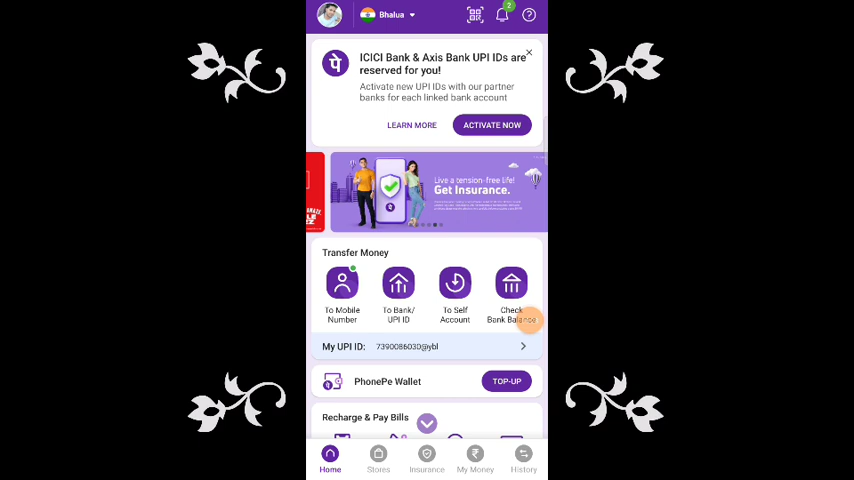 Bhalua
2
ICICI Bank & Axis Bank UPI IDs are
reserved for you!
Activate new UPI IDs with our partner
banks for each linked bank account
LEARN MORE
ACTIVATE NOW
Live a tension-free life!
Get Insurance.
Transfer Money
To Mobile
Number
To Bank/
UPI ID
To Self
Account
Check
Bank Balance
My UPI ID: 7390086030@ybl
पे
PhonePe Wallet
TOP-UP
Recharge & Pay Bills
Home
Stores
Insurance
My Money
History